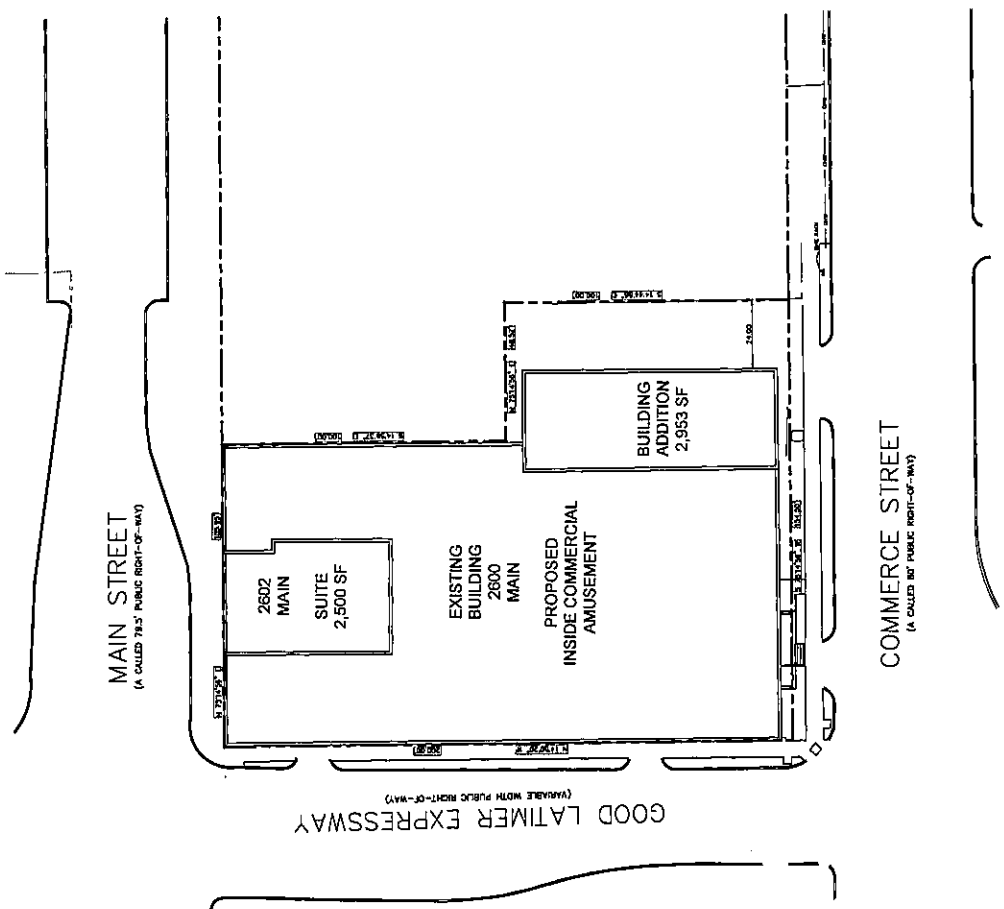 MAIN STREET
(A CALLED 79.5' PUBLIC RIGHT-OF-WAY)
2602
MAIN
SUITE
2,500 SF
EXISTING
BUILDING
2600
MAIN
PROPOSED
INSIDE COMMERCIAL
AMUSEMENT
BUILDING
ADDITION
2,953 SF
24.00
COMMERCE STREET
(A CALLED 80' PUBLIC RIGHT-OF-WAY)
GOOD LATIMER EXPRESSWAY
(VARIABLE WIDTH PUBLIC RIGHT-OF-WAY)